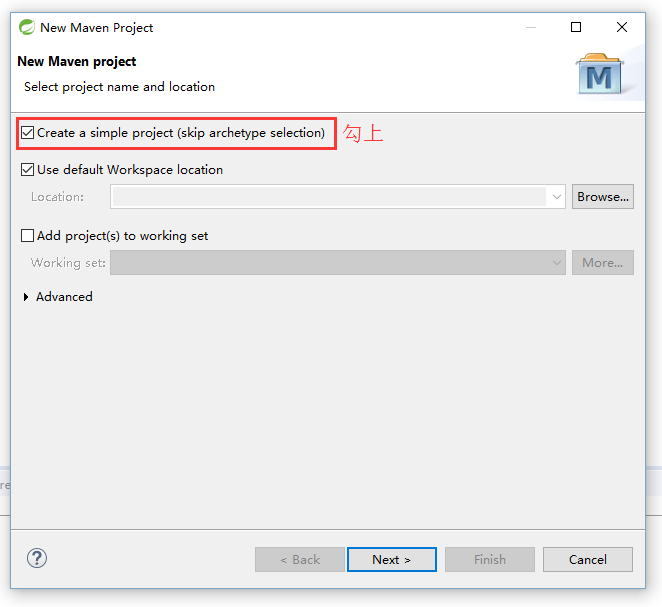 New Maven Project
New Maven project
Select project name and location
M
Create a simple project (skip archetype selection) 勾上
Use default Workspace location
Location: Browse...
Add project(s) to working set
Working set: More...
Advanced
re
? < Back Next > Finish Cancel